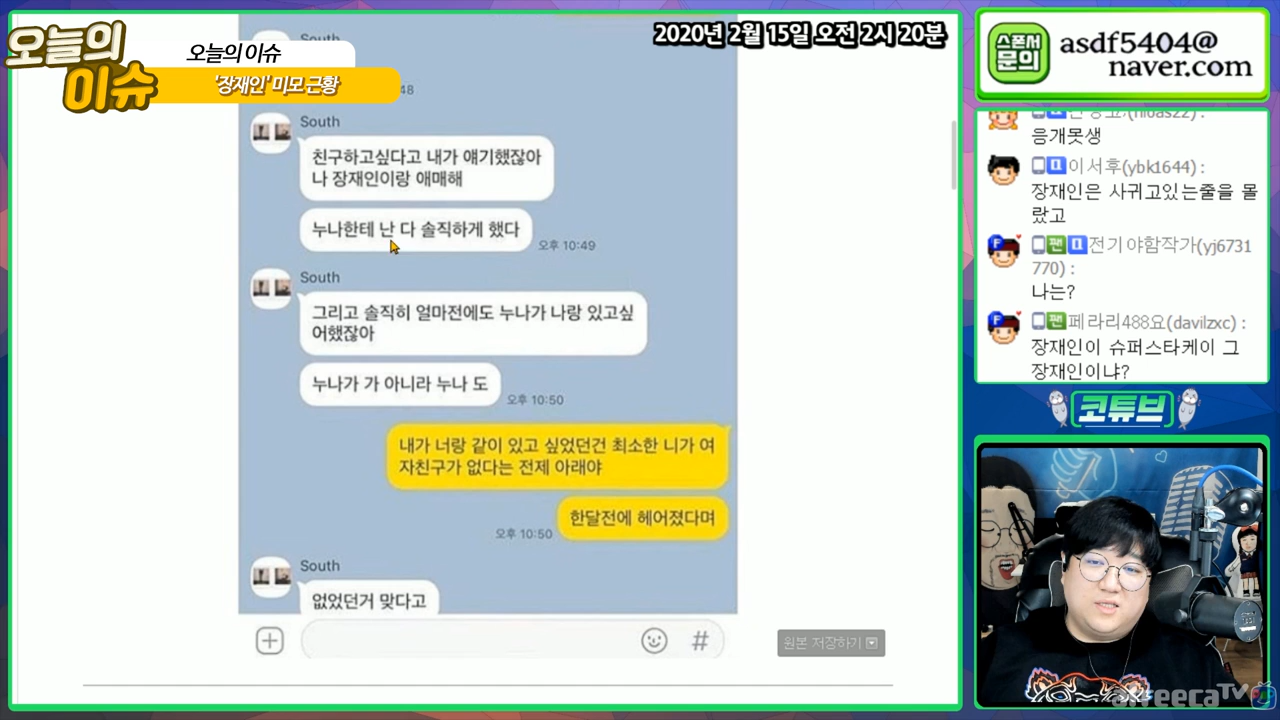 오늘의
이슈
오늘의 이슈
'장재인' 미모 근황
2020년 2월 15일 오전 2시 20분
스폰서
문의
asdf5404@
naver.com
South
48
South
친구하고싶다고 내가 얘기했잖아
나 장재인이랑 애매해
누나한테 난 다 솔직하게 했다
오후 10:49
South
그리고 솔직히 얼마전에도 누나가 나랑 있고싶
어했잖아
누나가 가 아니라 누나 도
오후 10:50
내가 너랑 같이 있고 싶었던건 최소한 니가 여
자친구가 없다는 전제 아래야
한달전에 헤어졌다며
오후 10:50
South
없었던거 맞다고
#
원본 저장하기
응개못생
이서후(ybk1644) :
장재인은 사귀고있는줄을 몰
랐고
팬 전기야함작가(yj6731
770) :
나는?
팬 페라리488요(davilzxc) :
장재인이 슈퍼스타케이 그
장재인이냐?
코튜브
afreecaTV